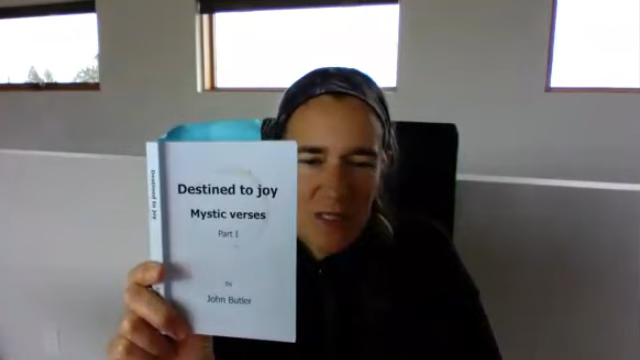 Destined to joy
Destined to joy
Mystic verses
Part I
by
John Butler